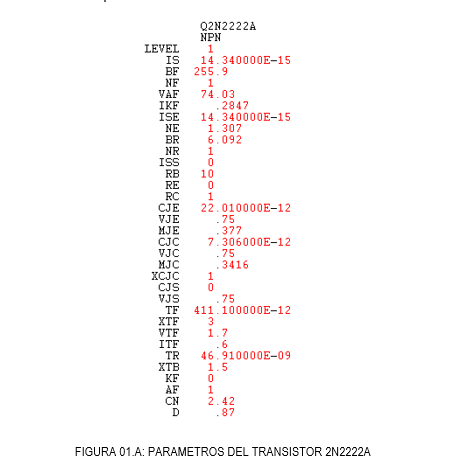 Q2N2222A
NPN
LEVEL 1
IS 14.340000E-15
BF 255.9
NF 1
VAF 74.03
IKF .2847
ISE 14.340000E-15
NE 1.307
BR 6.092
NR 1
ISS 0
RB 10
RE 0
RC 1
CJE 22.010000E-12
VJE .75
MJE .377
CJC 7.306000E-12
VJC .75
MJC .3416
XCJC 1
CJS 0
VJS .75
TF 411.100000E-12
XTF 3
VTF 1.7
ITF .6
TR 46.910000E-09
XTB 1.5
KF 0
AF 1
CN 2.42
D .87
FIGURA 01.A: PARAMETROS DEL TRANSISTOR 2N2222A